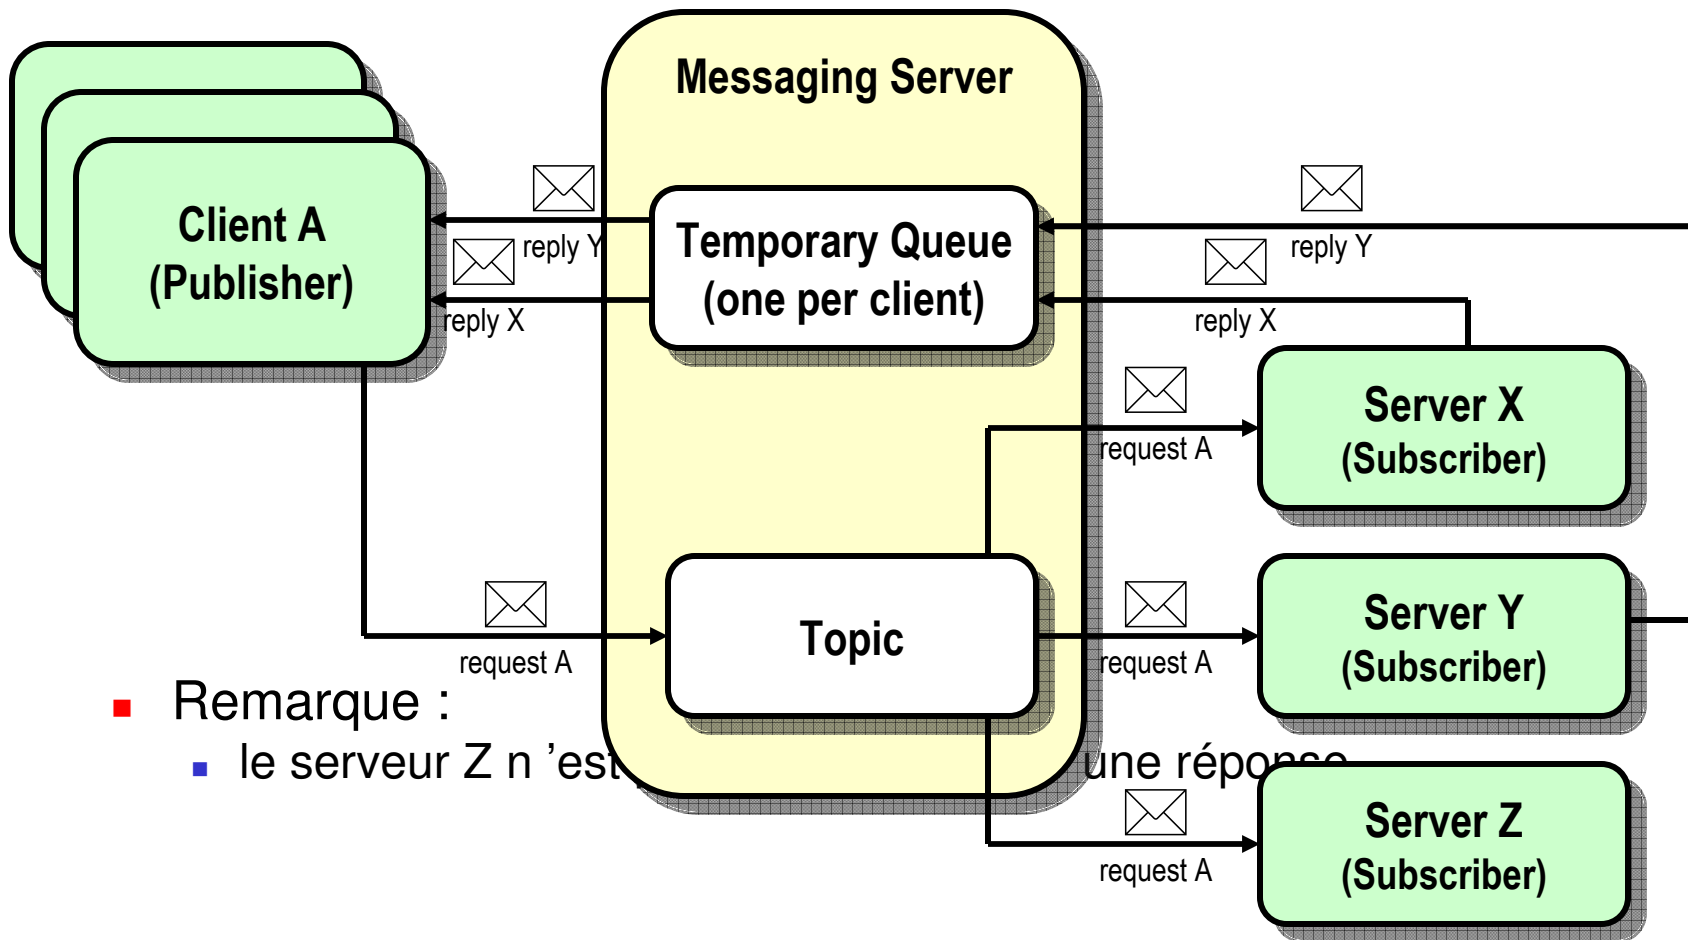 Messaging Server
Client A
(Publisher)
reply Y
reply X
Temporary Queue
(one per client)
reply Y
reply X
request A
Server X
(Subscriber)
request A
Topic
request A
Server Y
(Subscriber)
Remarque :
le serveur Z n ’est une réponse
request A
Server Z
(Subscriber)